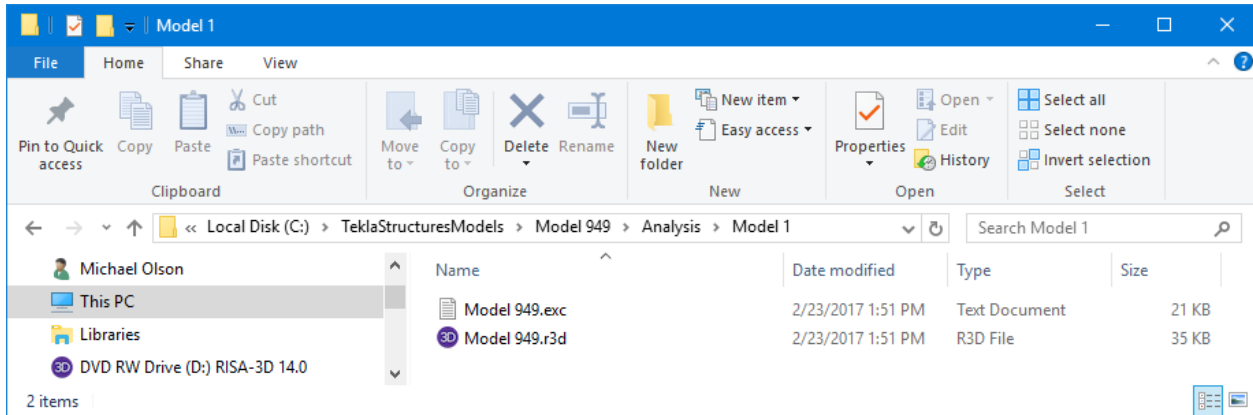 Model 1
File Home Share View
Pin to Quick access Copy Paste Cut Copy path Paste shortcut Move to Copy to Delete Rename New folder New item Easy access Properties Open Edit History Select all Select none Invert selection
Clipboard Organize New Open Select
« Local Disk (C:) > TeklaStructuresModels > Model 949 > Analysis > Model 1 Search Model 1
Michael Olson Name Date modified Type Size
This PC
Model 949.exc 2/23/2017 1:51 PM Text Document 21 KB
Libraries
3D Model 949.r3d 2/23/2017 1:51 PM R3D File 35 KB
3D DVD RW Drive (D:) RISA-3D 14.0
2 items